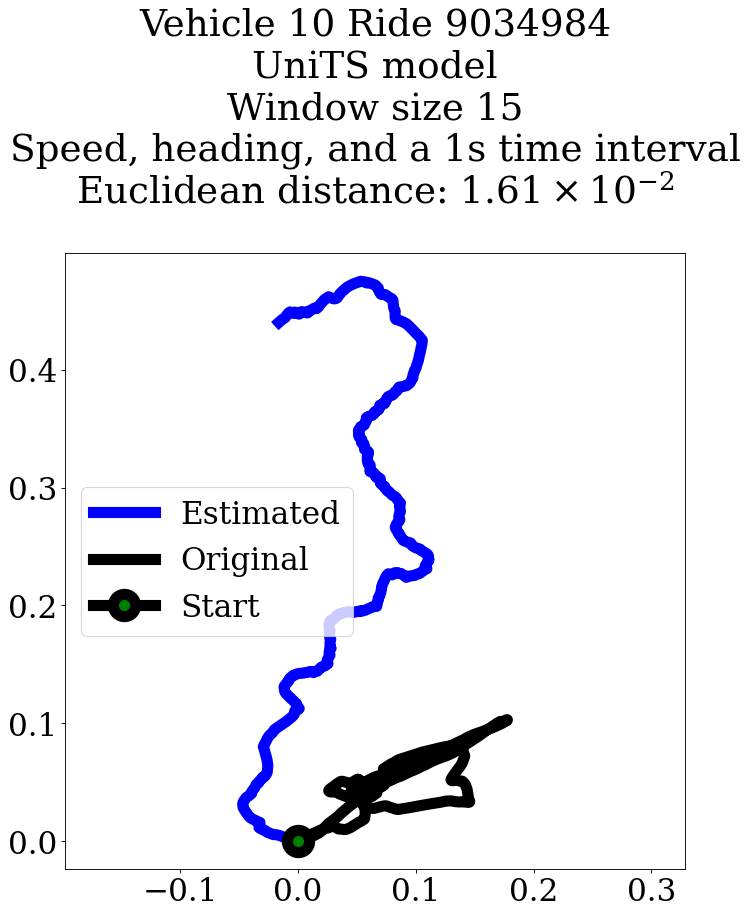 Vehicle 10 Ride 9034984
UniTS model
Window size 15
Speed, heading, and a 1s time interval
Euclidean distance: 1.61 × 10⁻²
0.4
0.3
0.2
0.1
0.0
Estimated
Original
Start
−0.1 0.0 0.1 0.2 0.3